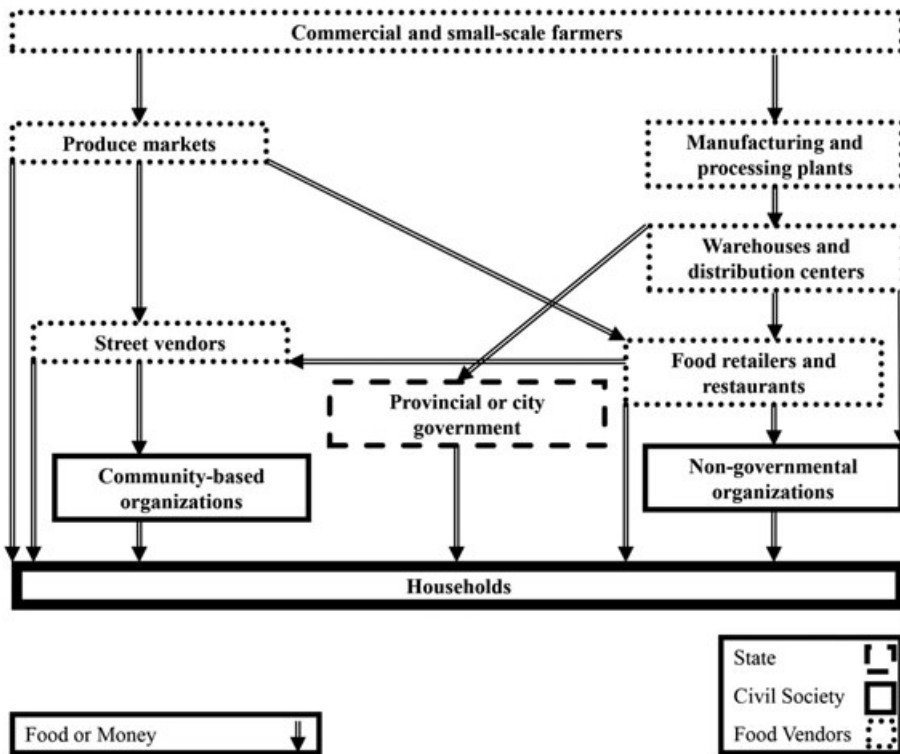 Commercial and small-scale farmers
Produce markets
Manufacturing and
processing plants
Warehouses and
distribution centers
Street vendors
Food retailers and
restaurants
Provincial or city
government
Community-based
organizations
Non-governmental
organizations
Households
State
Civil Society
Food Vendors
Food or Money